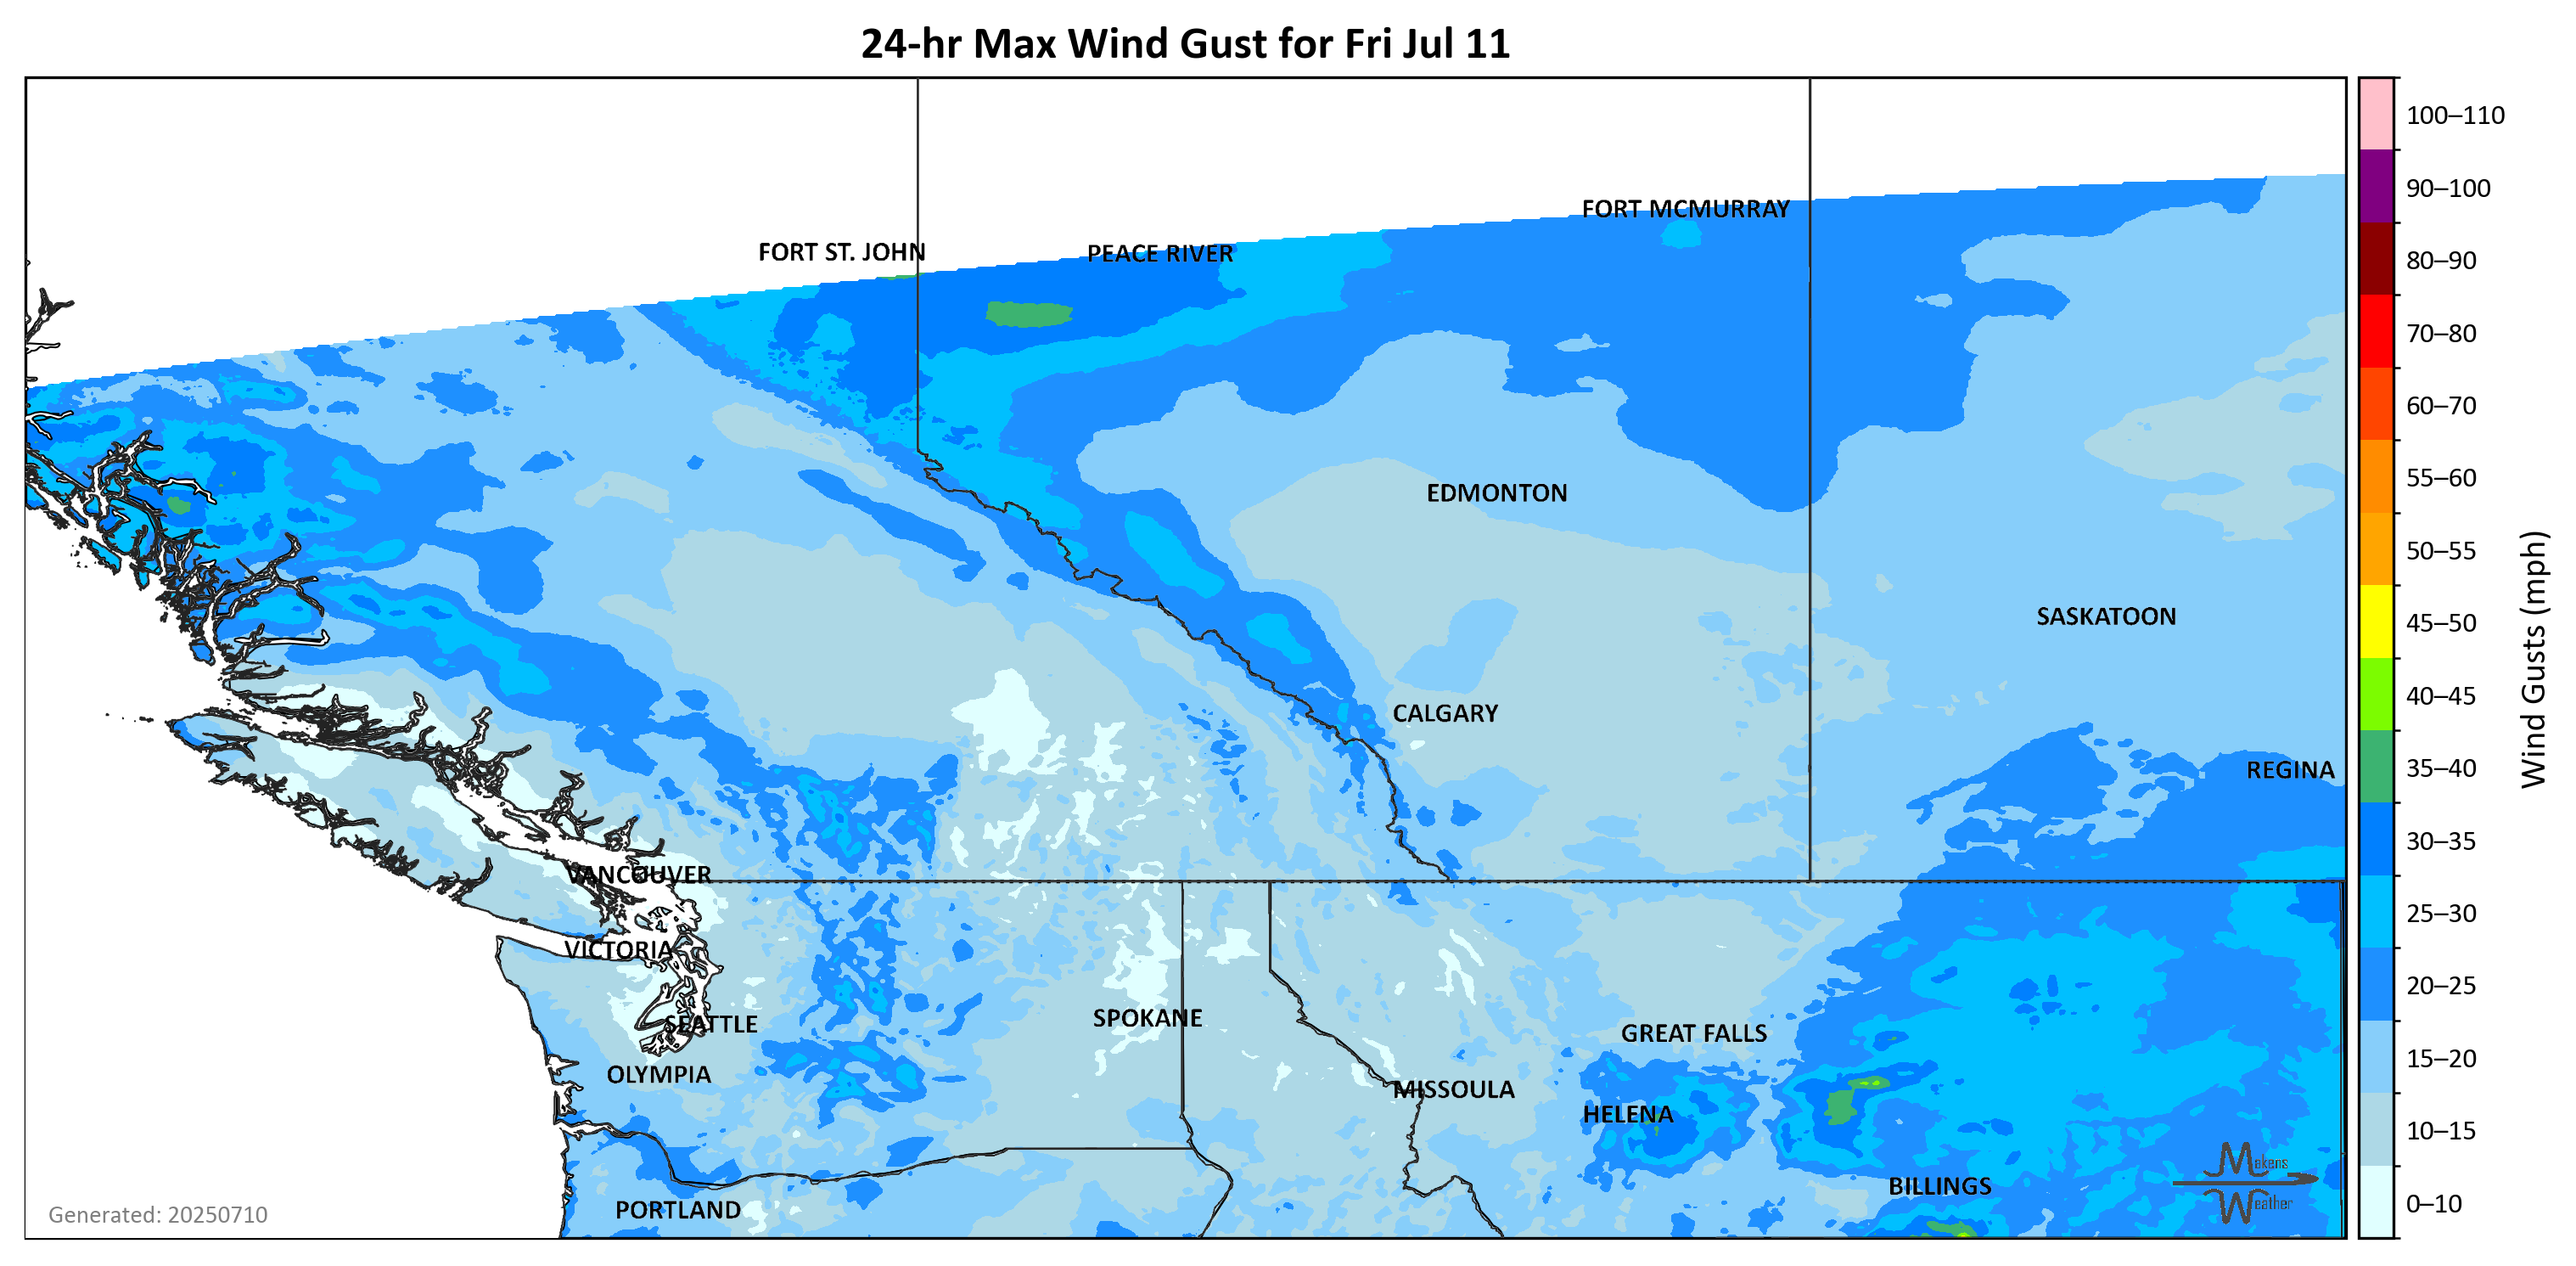 24-hr Max Wind Gust for Fri Jul 11
100–110
90–100
80–90
70–80
60–70
55–60
50–55
45–50
40–45
35–40
30–35
25–30
20–25
15–20
10–15
0–10
Wind Gusts (mph)
FORT MCMURRAY
FORT ST. JOHN
PEACE RIVER
EDMONTON
SASKATOON
CALGARY
REGINA
VANCOUVER
VICTORIA
SPOKANE
SEATTLE
GREAT FALLS
OLYMPIA
MISSOULA
HELENA
BILLINGS
PORTLAND
Makens
Weather
Generated: 20250710